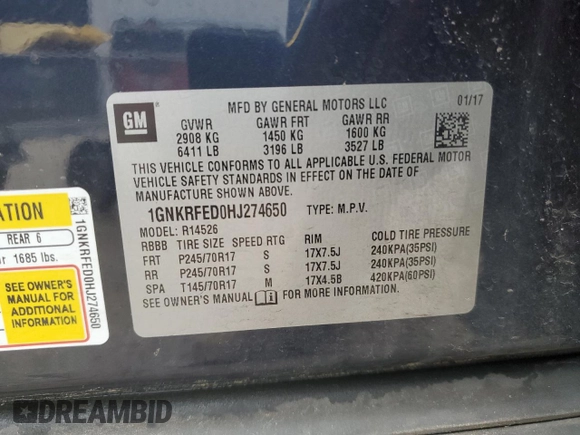 MFD BY GENERAL MOTORS LLC
01/17
GM
GVWR GAWR FRT GAWR RR
2908 KG 1450 KG 1600 KG
6411 LB 3196 LB 3527 LB
THIS VEHICLE CONFORMS TO ALL APPLICABLE U.S. FEDERAL MOTOR
VEHICLE SAFETY STANDARDS IN EFFECT ON THE DATE OF
MANUFACTURE SHOWN ABOVE.
1GNKRFED0HJ274650 TYPE: M.P.V.
MODEL: R14526
RBBB TIRE SIZE SPEED RTG RIM COLD TIRE PRESSURE
FRT P245/70R17 S 17X7.5J 240KPA(35PSI)
RR P245/70R17 S 17X7.5J 240KPA(35PSI)
SPA T145/70R17 M 17X4.5B 420KPA(60PSI)
SEE OWNER'S MANUAL FOR MORE INFORMATION.
ATION
REAR 6
r 1685 lbs.
SEE OWNER'S
MANUAL FOR
ADDITIONAL
INFORMATION
1GNKRFED0HJ274650
DREAMBID